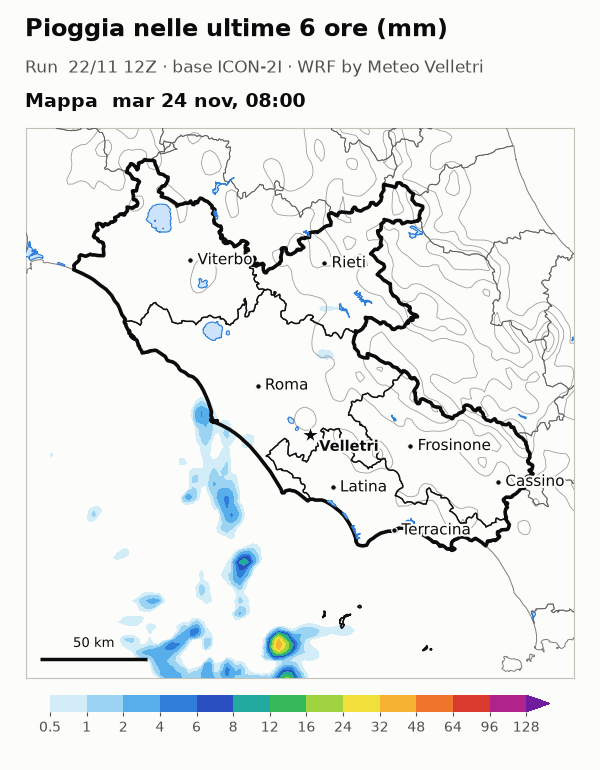 Pioggia nelle ultime 6 ore (mm)
Run  22/11 12Z · base ICON-2I · WRF by Meteo Velletri
Mappa  mar 24 nov, 08:00
Viterbo
Rieti
Roma
Velletri
Frosinone
Latina
Cassino
Terracina
50 km
0.5 1 2 4 6 8 12 16 24 32 48 64 96 128